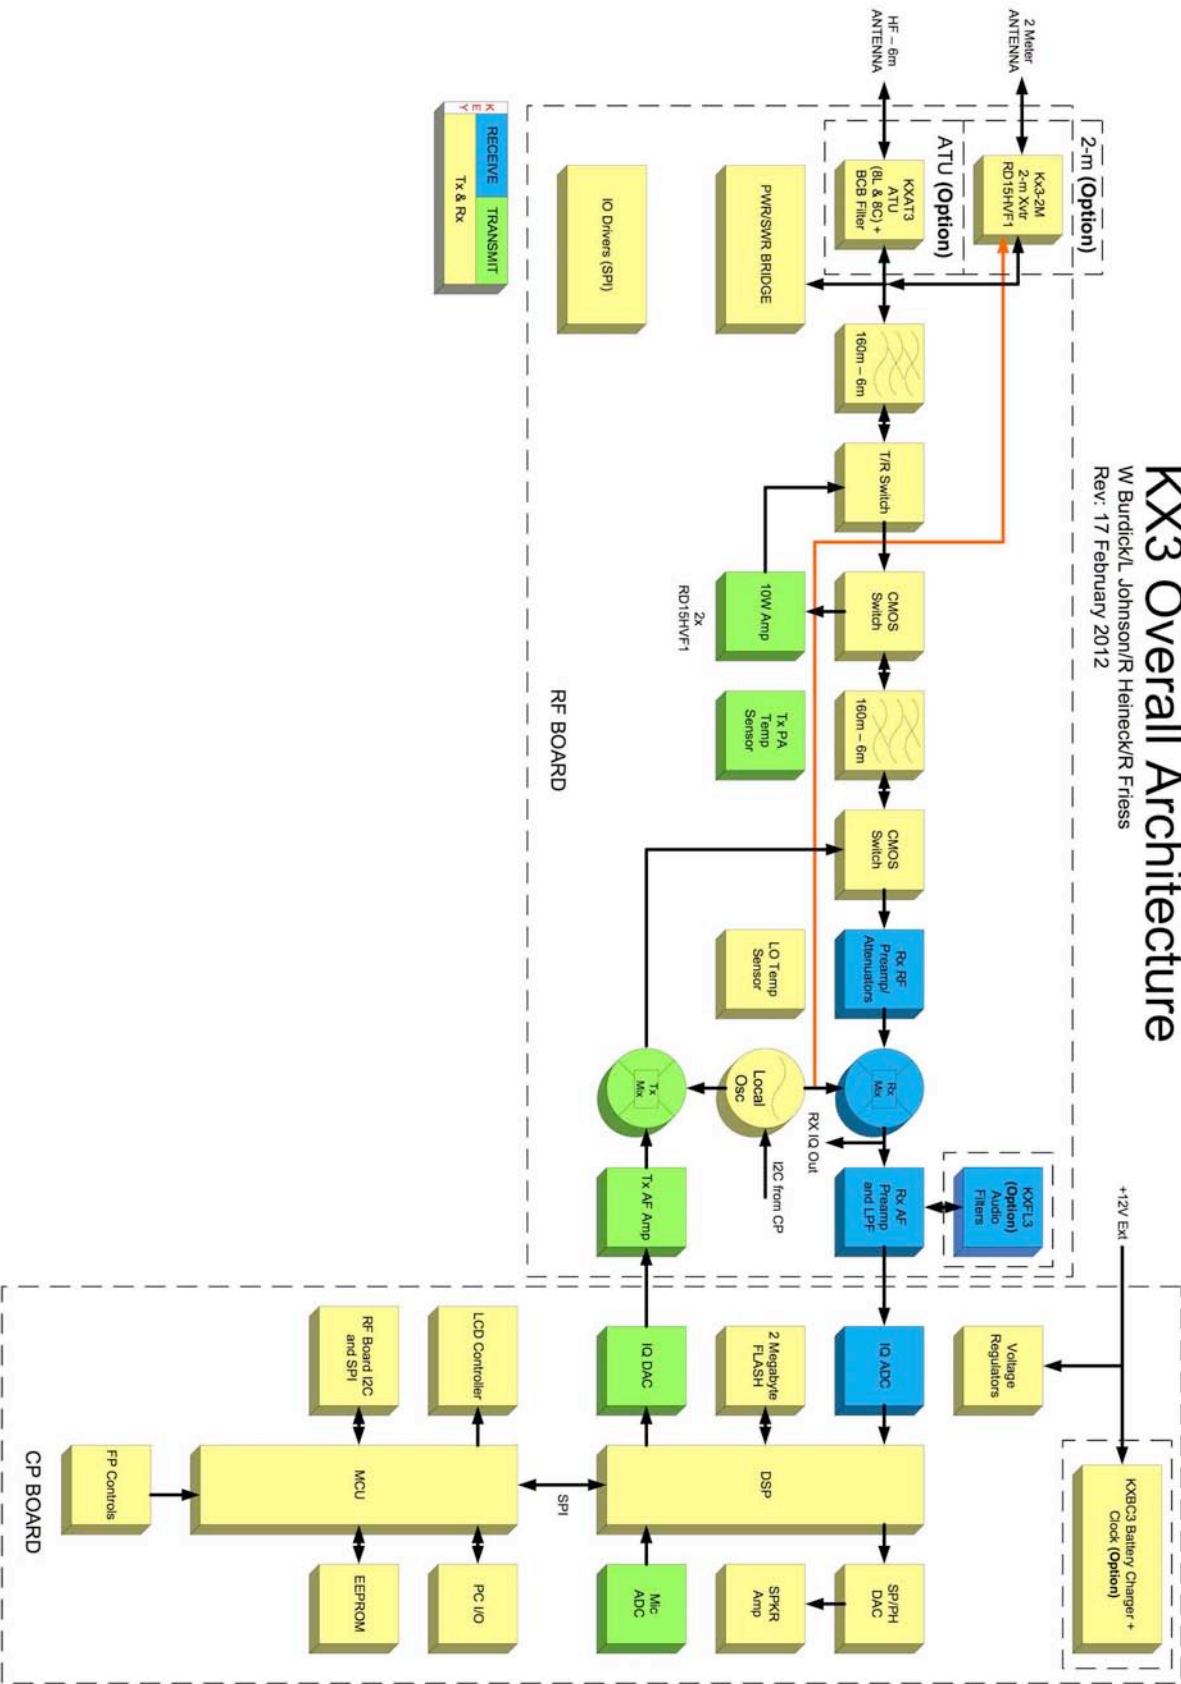 KX3 Overall Architecture
W Burdick/L Johnson/R Heineck/R Friess
Rev: 17 February 2012
2 Meter
ANTENNA
HF – 6m
ANTENNA
2-m (Option)
Kx3-2M
2-m Xvtr
RD15HVF1
ATU (Option)
KXAT3
ATU
(8L & 8C) +
BCB Filter
PWR/SWR BRIDGE
IO Drivers (SPI)
KEY
RECEIVE
TRANSMIT
Tx & Rx
160m – 6m
T/R Switch
CMOS
Switch
10W Amp
2x
RD15HVF1
160m – 6m
Tx PA
Temp
Sensor
CMOS
Switch
Rx RF
Preamp/
Attenuators
LO Temp
Sensor
Rx
Mix
Local
Osc
Tx
Mix
RX IQ Out
I2C from CP
KXFL3
(Option)
Audio
Filters
Rx AF
Preamp
and LPF
Tx AF Amp
RF BOARD
+12V Ext
Voltage
Regulators
KXBC3 Battery Charger +
Clock (Option)
IQ ADC
2 Megabyte
FLASH
IQ DAC
LCD Controller
RF Board I2C
and SPI
DSP
SPI
MCU
FP Controls
SP/PH
DAC
SPKR
Amp
Mic
ADC
PC I/O
EEPROM
CP BOARD